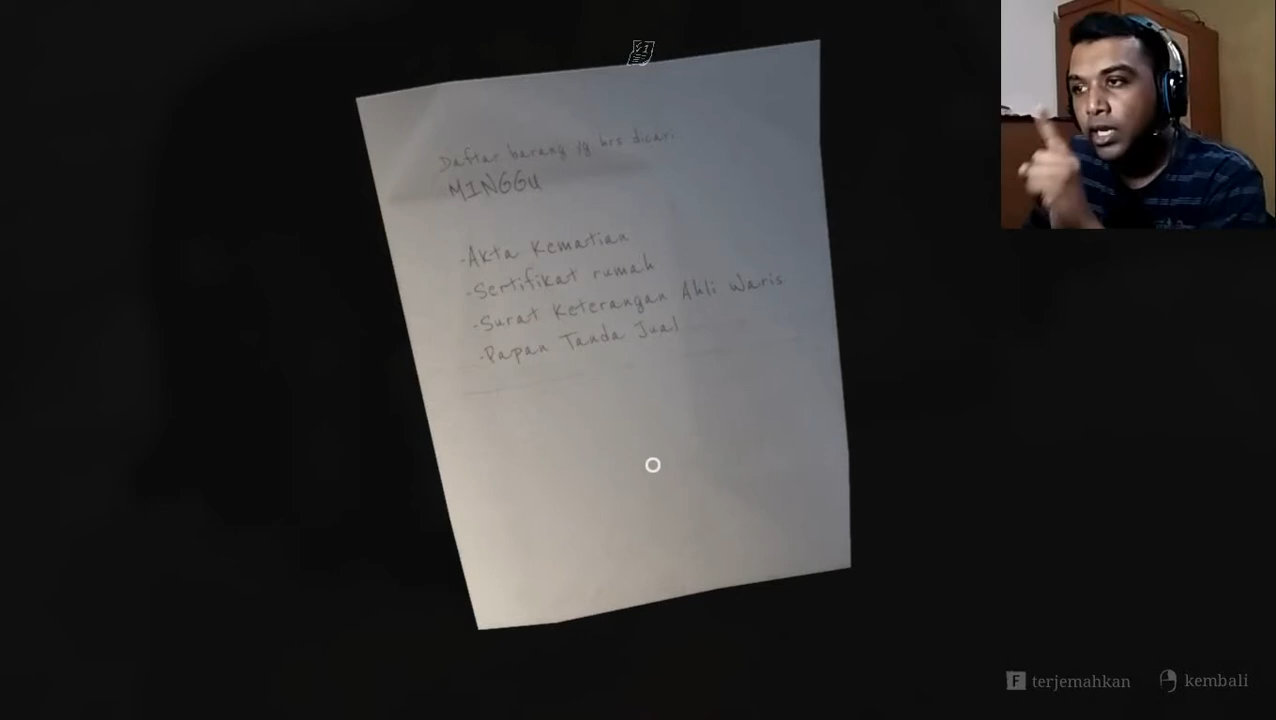 Daftar barang yg hrs dicari
MINGGU
-Akta Kematian
-Sertifikat rumah
-Surat Keterangan Ahli Waris
-Papan Tanda Jual
F terjemahkan
kembali